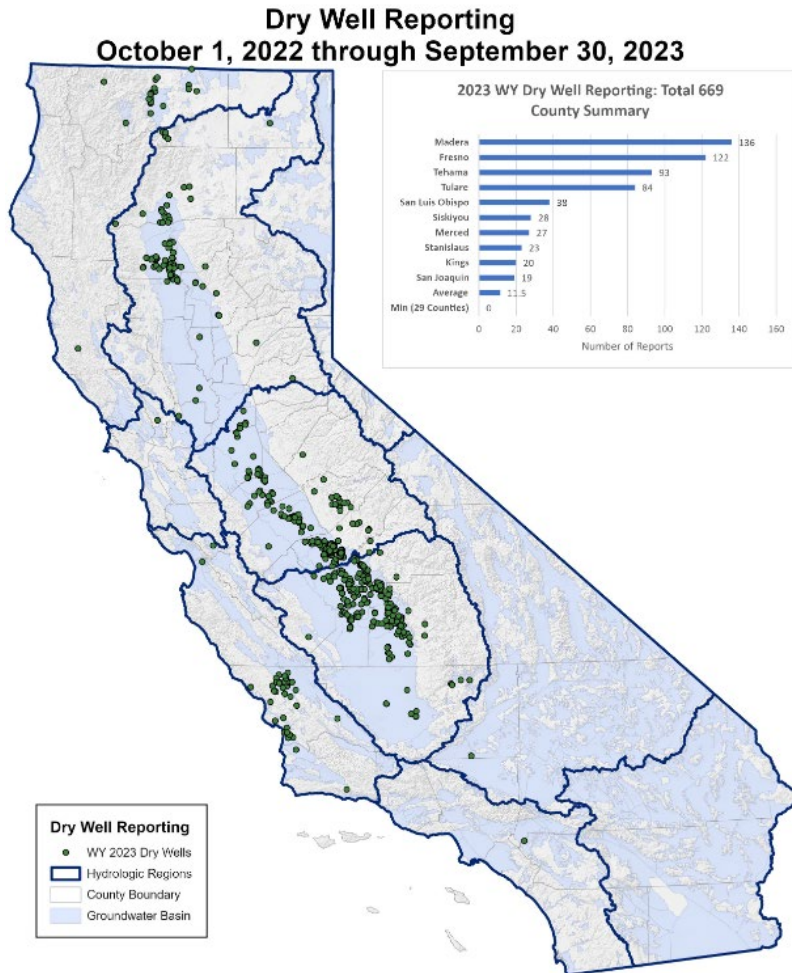 Dry Well Reporting
October 1, 2022 through September 30, 2023
2023 WY Dry Well Reporting: Total 669
County Summary
Madera 136
Fresno 122
Tehama 93
Tulare 84
San Luis Obispo 38
Siskiyou 28
Merced 27
Stanislaus 23
Kings 20
San Joaquin 19
Average 11.5
Min (29 Counties) 0
0 20 40 60 80 100 120 140 160
Number of Reports
Dry Well Reporting
WY 2023 Dry Wells
Hydrologic Regions
County Boundary
Groundwater Basin